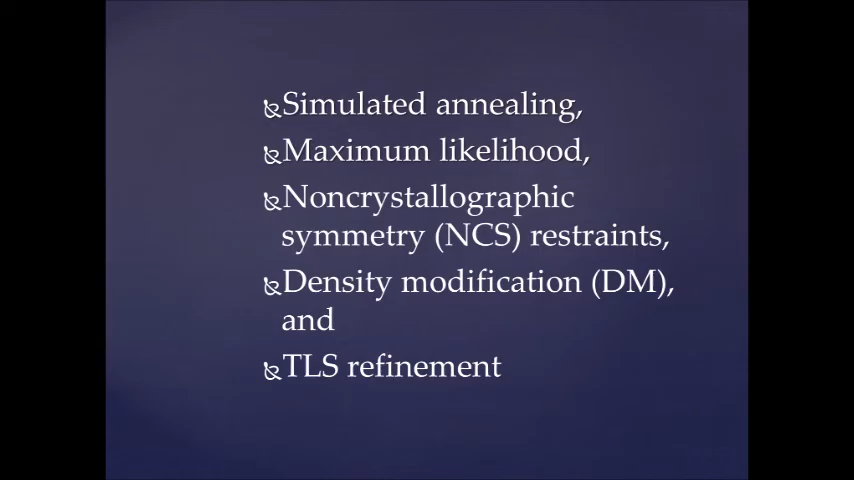 Simulated annealing,
Maximum likelihood,
Noncrystallographic
symmetry (NCS) restraints,
Density modification (DM),
and
TLS refinement